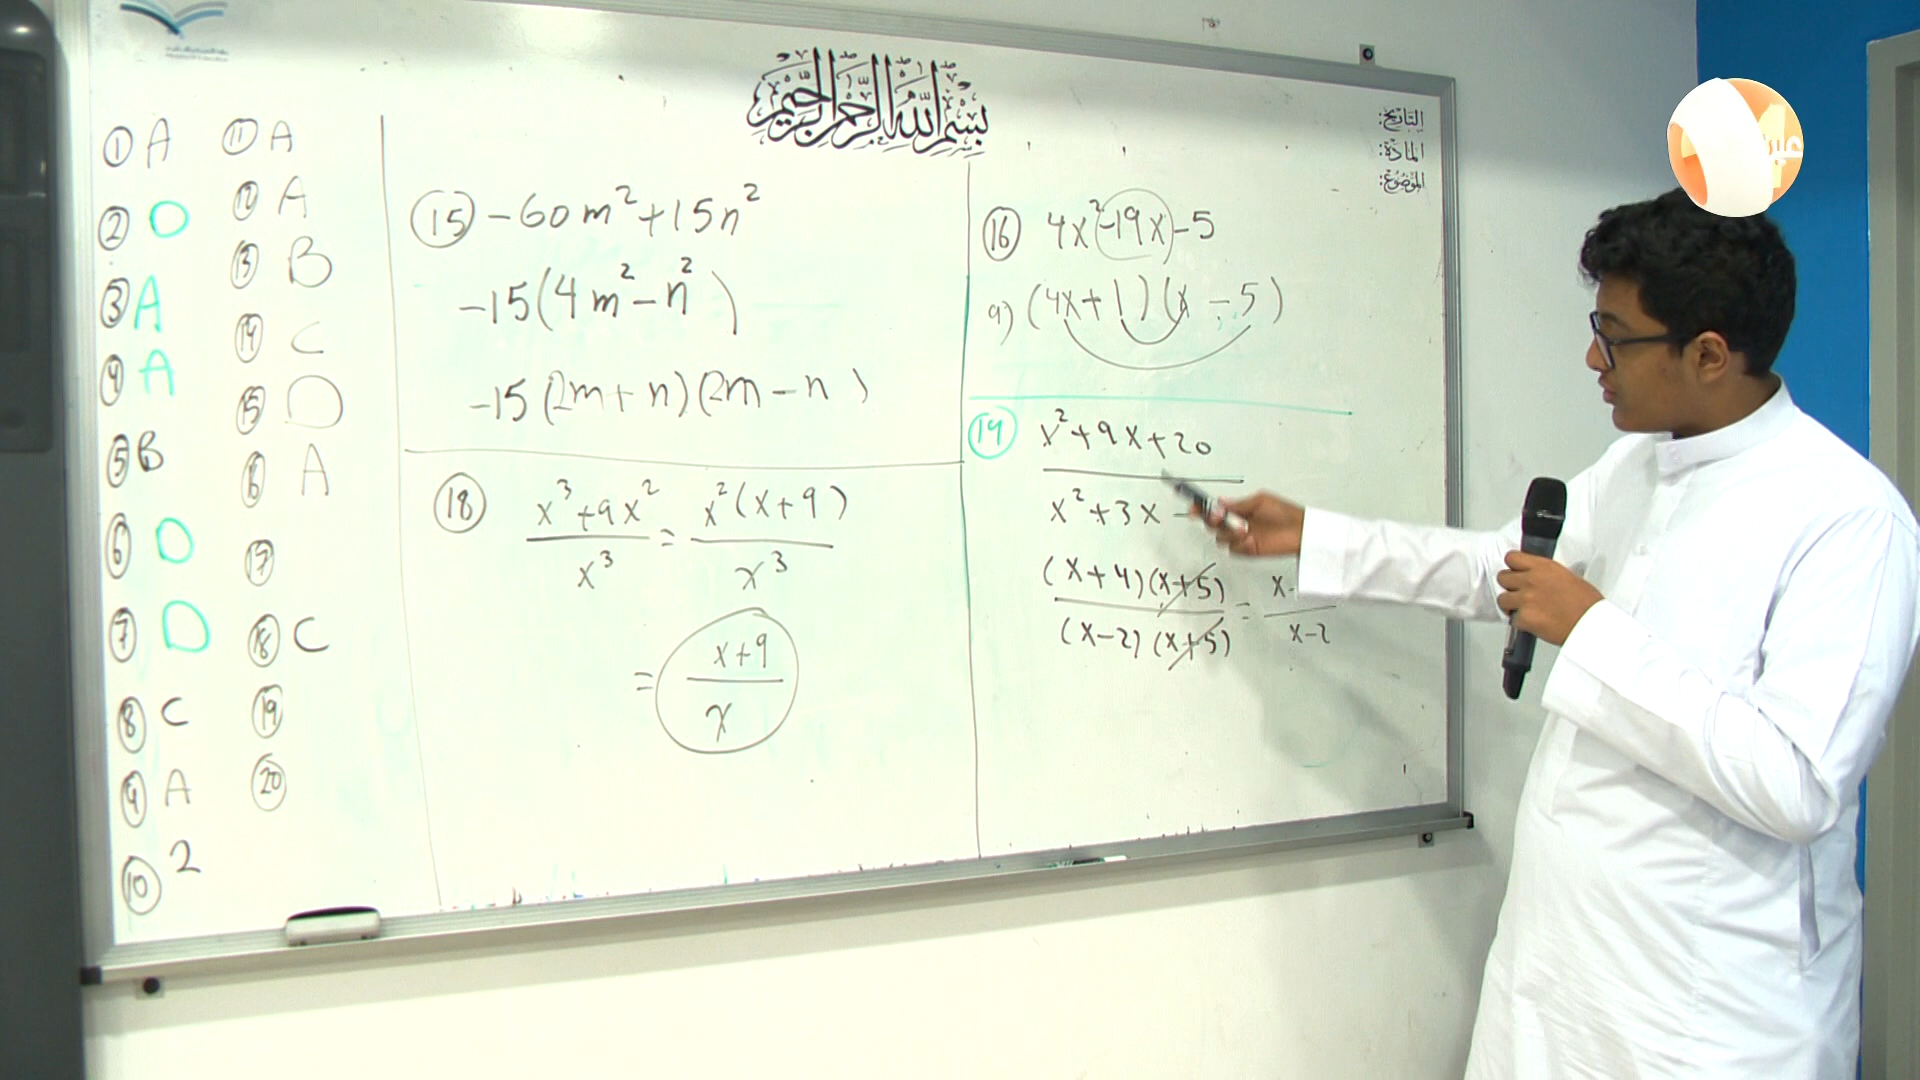 بسم الله الرحمن الرحيم
التاريخ:
المادة:
الموضوع:
① A
② D
③ A
④ A
⑤ B
⑥ D
⑦ D
⑧ C
⑨ A
⑩ 2
⑪ A
⑫ A
⑬ B
⑭ C
⑮ D
⑯ A
⑰
⑱ C
⑲
⑳
⑮ -60m²+15n²
-15(4m²-n²)
-15(2m+n)(2m-n)
⑱ x³+9x² / x³ = x²(x+9) / x³
= x+9 / x
⑯ 4x²-19x-5
a) (4x+1)(x-5)
⑲ x²+9x+20
x²+3x-
(x+4)(x+5) / (x-2)(x+5) = x- / x-2